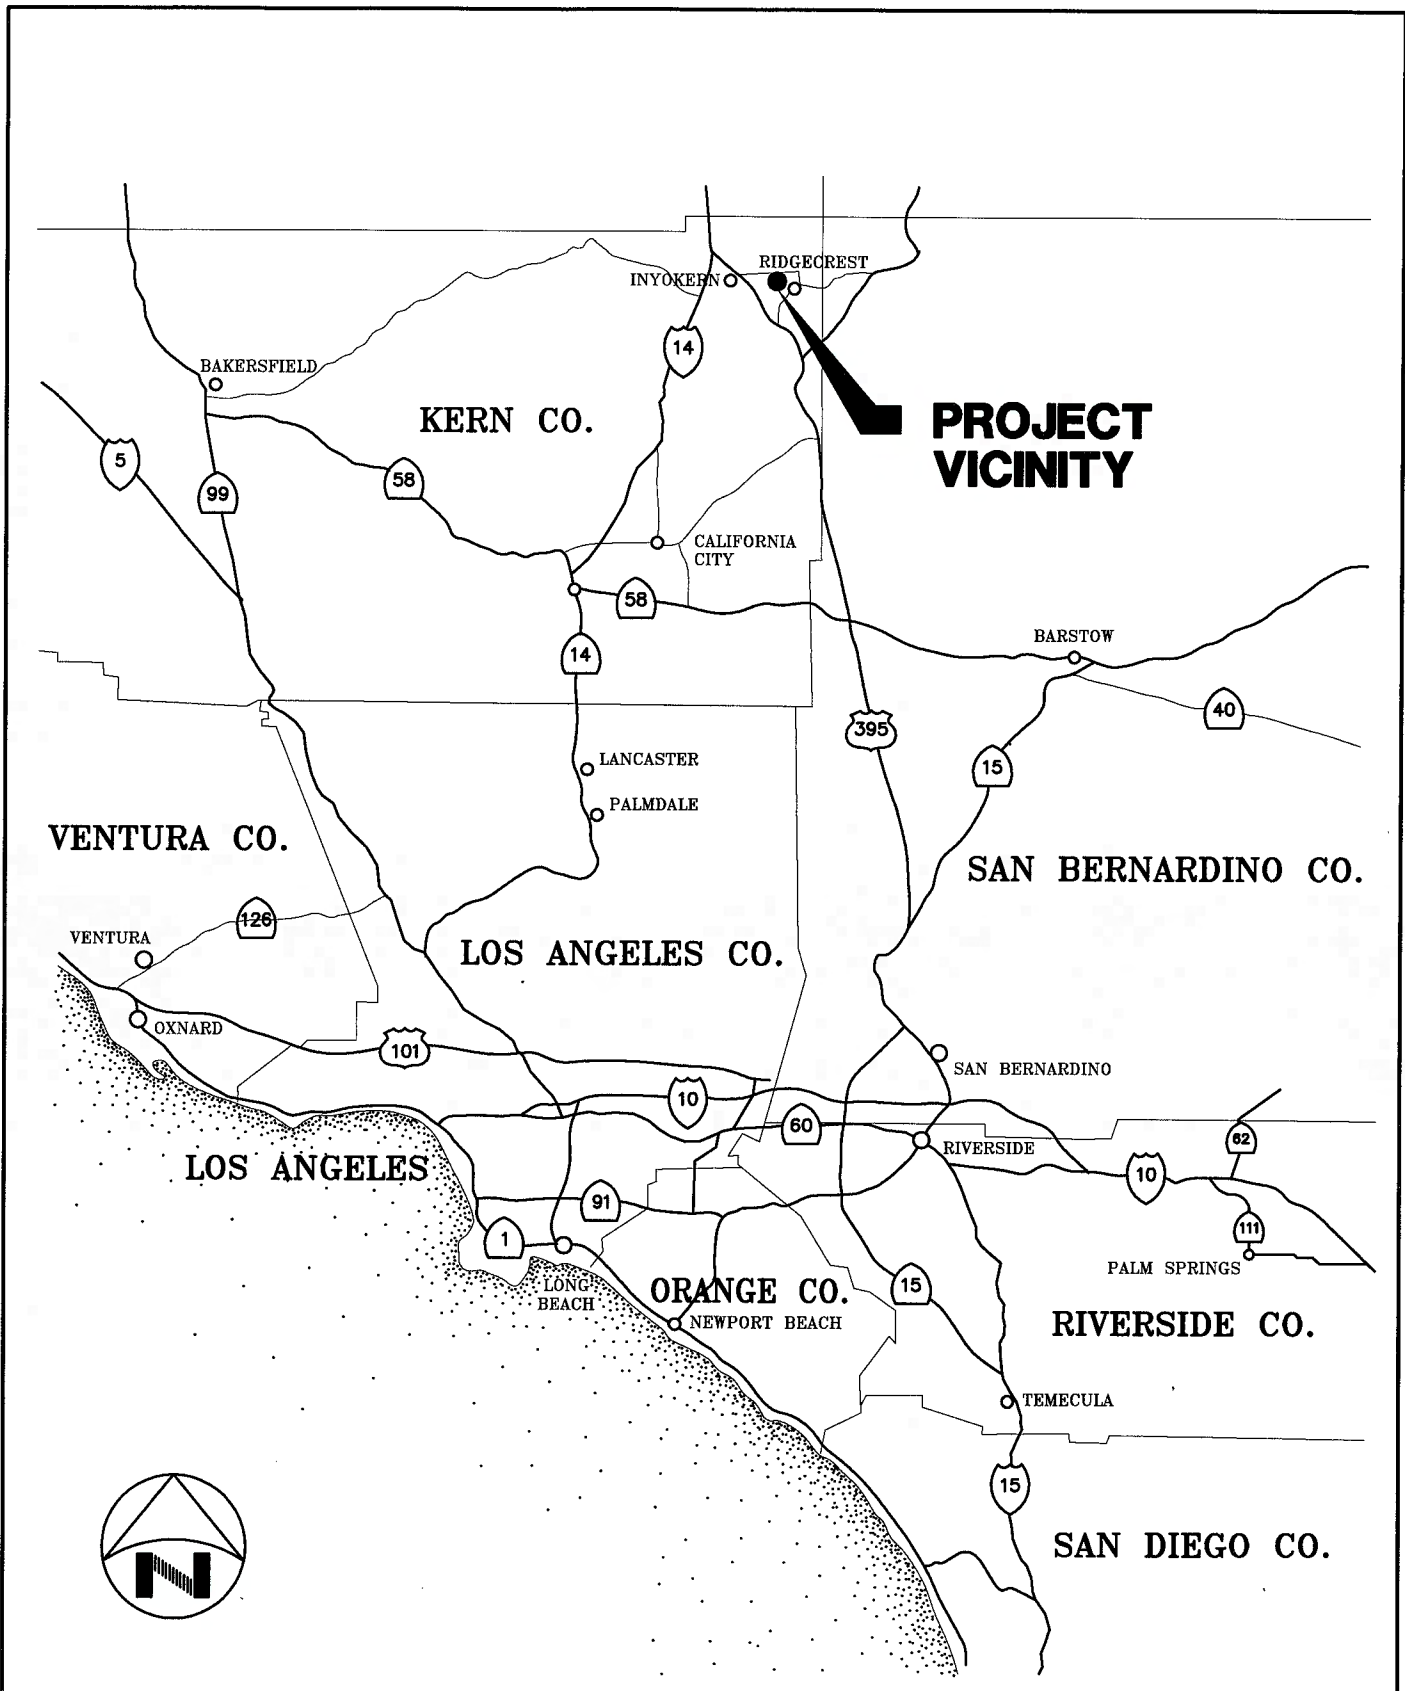 RIDGECREST
INYOKERN
14
BAKERSFIELD
KERN CO.
PROJECT
VICINITY
5
99
58
CALIFORNIA
CITY
58
BARSTOW
14
40
395
15
LANCASTER
PALMDALE
VENTURA CO.
SAN BERNARDINO CO.
126
VENTURA
LOS ANGELES CO.
OXNARD
101
SAN BERNARDINO
10
60
62
RIVERSIDE
LOS ANGELES
10
91
111
1
PALM SPRINGS
LONG
BEACH
ORANGE CO.
15
NEWPORT BEACH
RIVERSIDE CO.
TEMECULA
15
SAN DIEGO CO.
N